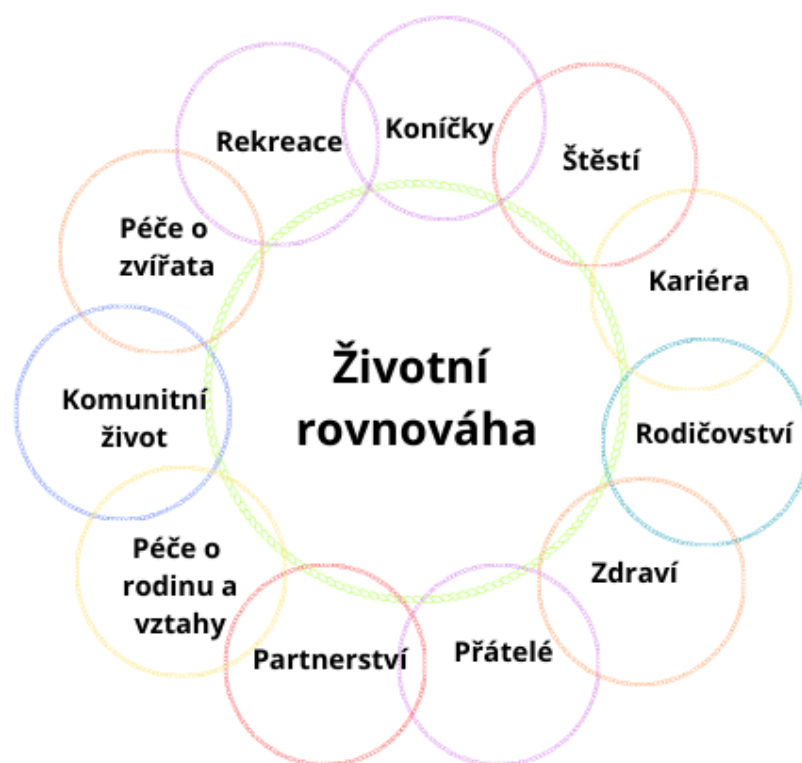 Koníčky
Rekreace
Štěstí
Péče o
zvířata
Kariéra
Životní
rovnováha
Komunitní
život
Rodičovství
Péče o
rodinu a
vztahy
Zdraví
Partnerství
Přátelé